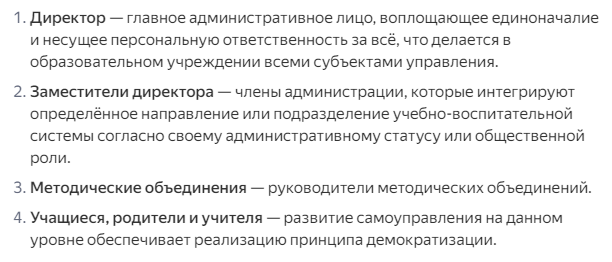 1. Директор — главное административное лицо, воплощающее единоначалие
и несущее персональную ответственность за всё, что делается в
образовательном учреждении всеми субъектами управления.
2. Заместители директора — члены администрации, которые интегрируют
определённое направление или подразделение учебно-воспитательной
системы согласно своему административному статусу или общественной
роли.
3. Методические объединения — руководители методических объединений.
4. Учащиеся, родители и учителя — развитие самоуправления на данном
уровне обеспечивает реализацию принципа демократизации.